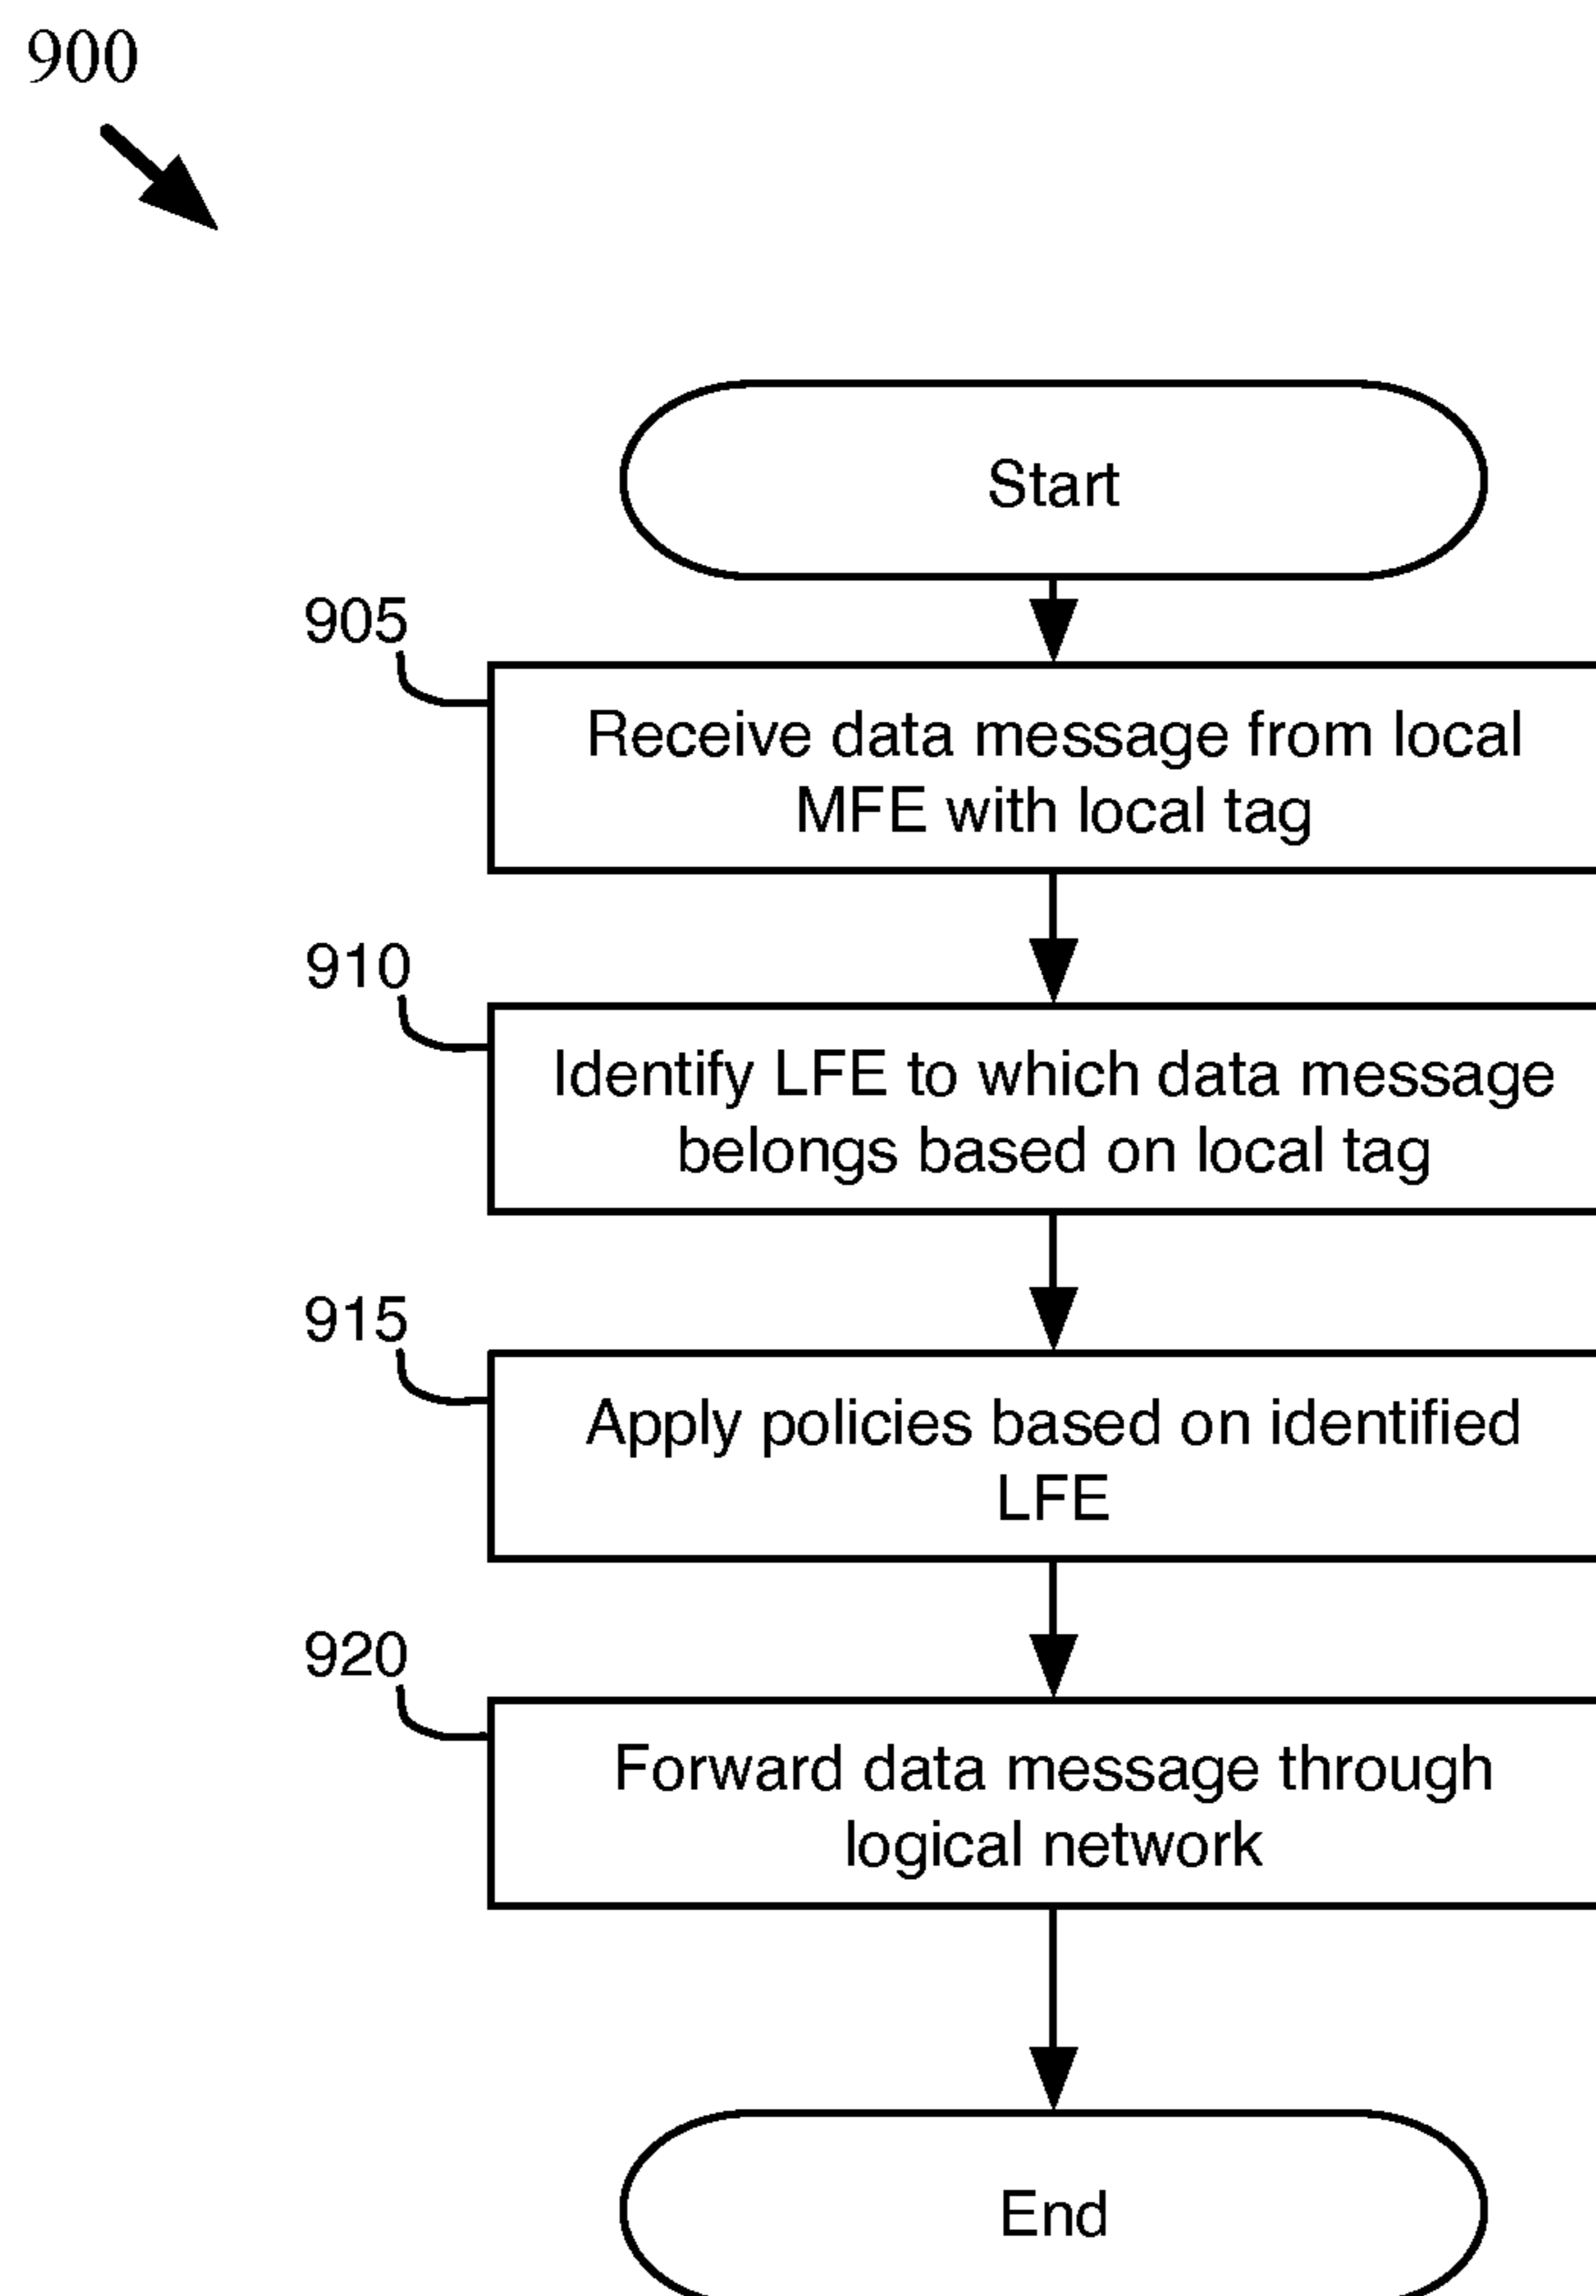 900
Start
905
Receive data message from local
MFE with local tag
910
Identify LFE to which data message
belongs based on local tag
915
Apply policies based on identified
LFE
920
Forward data message through
logical network
End